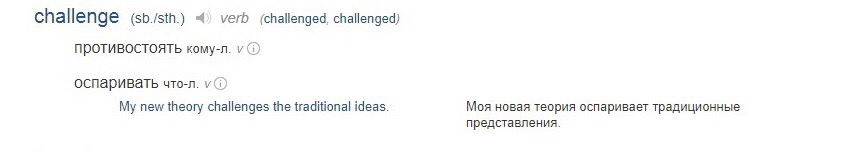 challenge (sb./sth.) verb (challenged, challenged)
противостоять кому-л. v
оспаривать что-л. v
My new theory challenges the traditional ideas.
Моя новая теория оспаривает традиционные
представления.